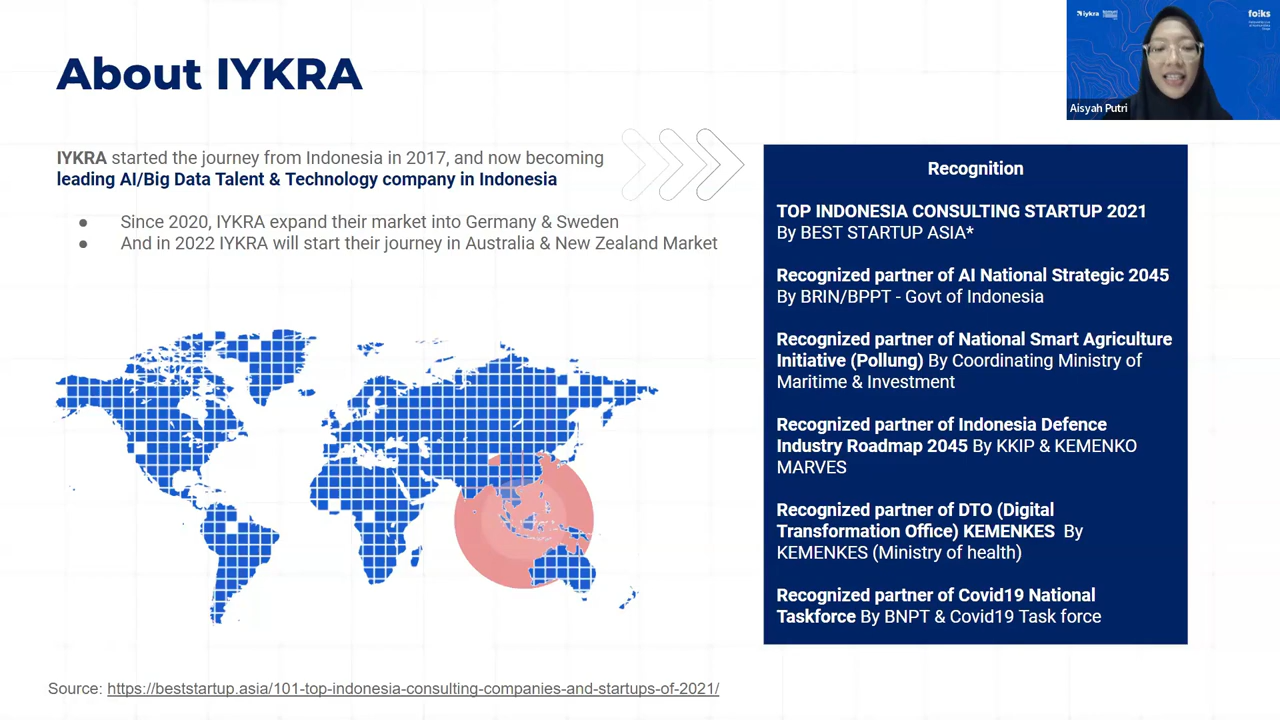 About IYKRA
iykra
foiks
Aisyah Putri
IYKRA started the journey from Indonesia in 2017, and now becoming
leading AI/Big Data Talent & Technology company in Indonesia
● Since 2020, IYKRA expand their market into Germany & Sweden
● And in 2022 IYKRA will start their journey in Australia & New Zealand Market
Recognition
TOP INDONESIA CONSULTING STARTUP 2021
By BEST STARTUP ASIA*
Recognized partner of AI National Strategic 2045
By BRIN/BPPT - Govt of Indonesia
Recognized partner of National Smart Agriculture
Initiative (Pollung) By Coordinating Ministry of
Maritime & Investment
Recognized partner of Indonesia Defence
Industry Roadmap 2045 By KKIP & KEMENKO
MARVES
Recognized partner of DTO (Digital
Transformation Office) KEMENKES By
KEMENKES (Ministry of health)
Recognized partner of Covid19 National
Taskforce By BNPT & Covid19 Task force
Source: https://beststartup.asia/101-top-indonesia-consulting-companies-and-startups-of-2021/